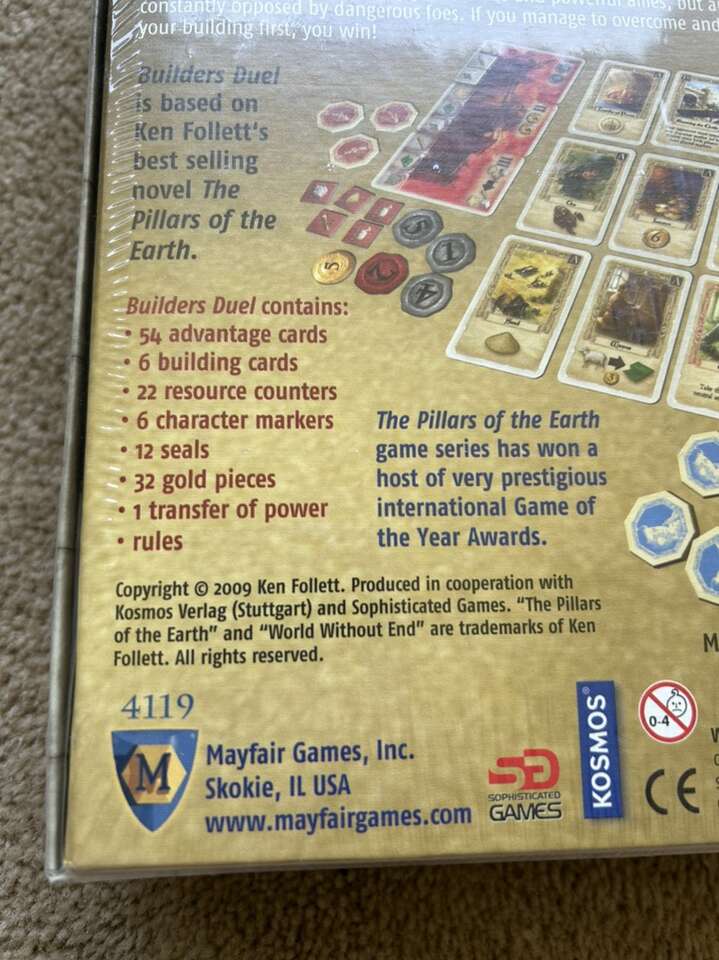 constantly opposed by dangerous foes. If you manage to overcome and
your building first, you win!
Builders Duel
is based on
Ken Follett's
best selling
novel The
Pillars of the
Earth.
Builders Duel contains:
• 54 advantage cards
• 6 building cards
• 22 resource counters
• 6 character markers
• 12 seals
• 32 gold pieces
• 1 transfer of power
• rules
The Pillars of the Earth
game series has won a
host of very prestigious
international Game of
the Year Awards.
Copyright © 2009 Ken Follett. Produced in cooperation with
Kosmos Verlag (Stuttgart) and Sophisticated Games. “The Pillars
of the Earth” and “World Without End” are trademarks of Ken
Follett. All rights reserved.
4119
M
Mayfair Games, Inc.
Skokie, IL USA
www.mayfairgames.com
SG
SOPHISTICATED
GAMES
KOSMOS
0-4
CE